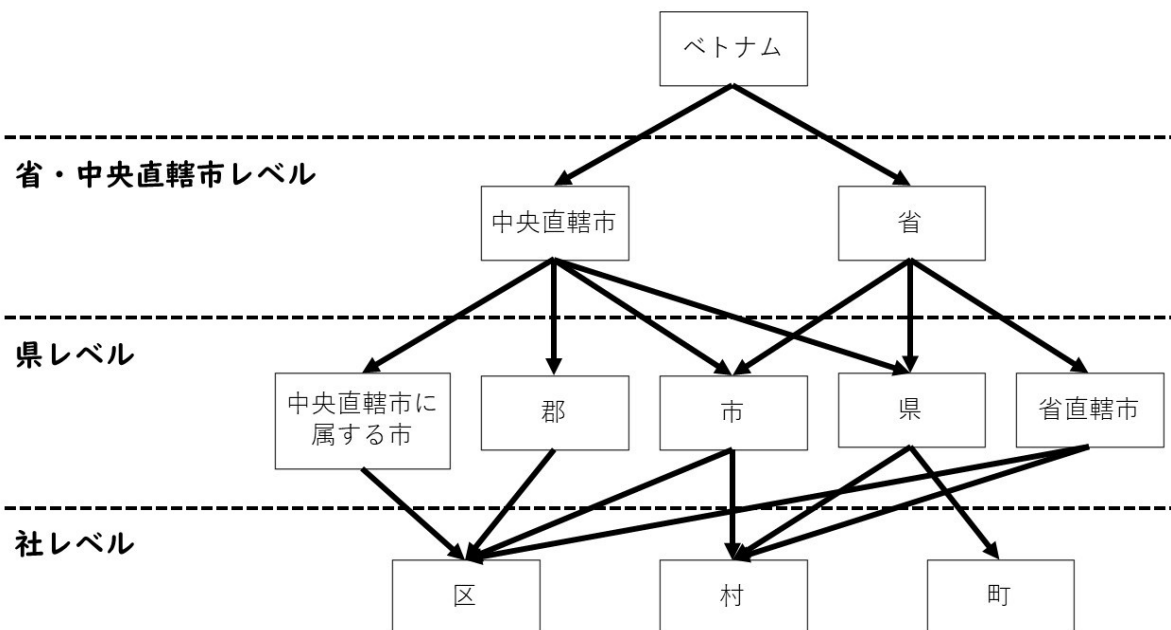 ベトナム
省・中央直轄市レベル
中央直轄市
省
県レベル
中央直轄市に
属する市
郡
市
県
省直轄市
社レベル
区
村
町